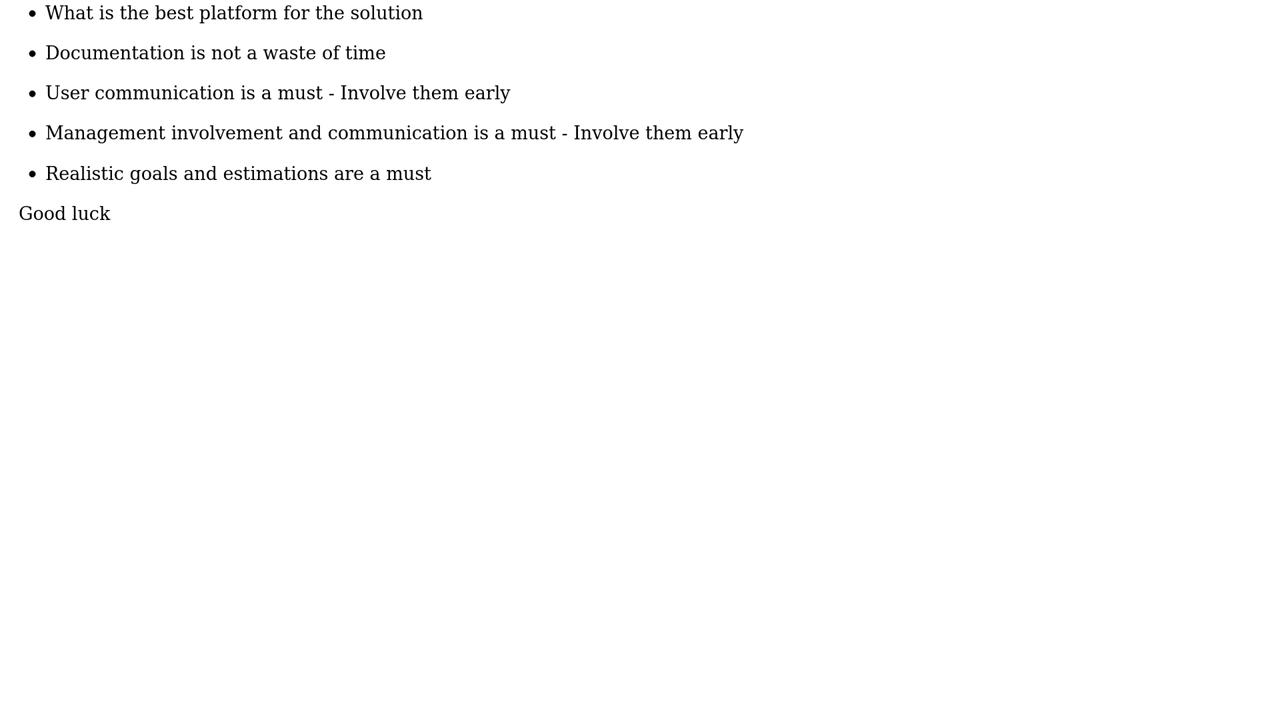 • What is the best platform for the solution
• Documentation is not a waste of time
• User communication is a must - Involve them early
• Management involvement and communication is a must - Involve them early
• Realistic goals and estimations are a must
Good luck